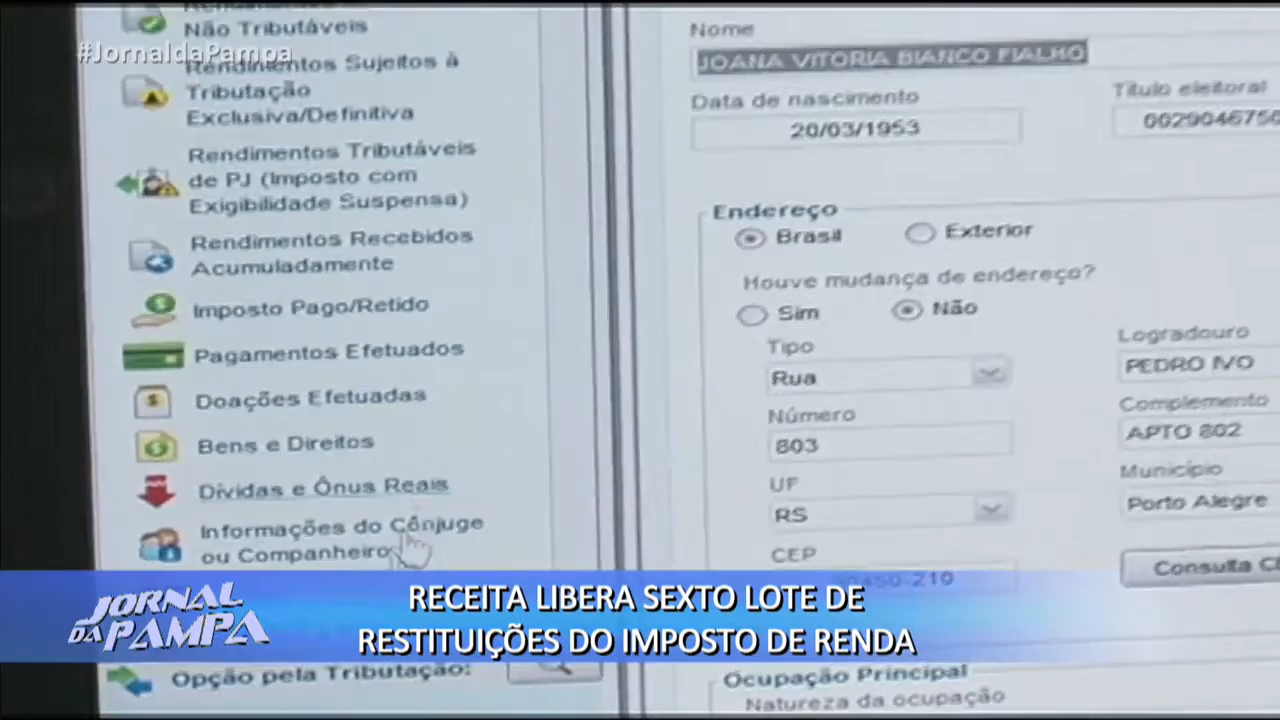 Rendimentos
Não Tributáveis
#JornaldaPampa
Rendimentos Sujeitos à
Tributação
Exclusiva/Definitiva
Rendimentos Tributáveis
de PJ (Imposto com
Exigibilidade Suspensa)
Rendimentos Recebidos
Acumuladamente
Imposto Pago/Retido
Pagamentos Efetuados
Doações Efetuadas
Bens e Direitos
Dívidas e Ônus Reais
Informações do Cônjuge
ou Companheiro
Opção pela Tributação:
Nome
JOANA VITORIA BIANCO FIALHO
Data de nascimento
20/03/1953
Título eleitoral
0029046750
Endereço
Brasil
Exterior
Houve mudança de endereço?
Sim
Não
Tipo
Rua
Logradouro
PEDRO IVO
Número
803
Complemento
APTO 802
UF
RS
Município
Porto Alegre
CEP
90450-210
Consulta
Ocupação Principal
Natureza da ocupação
JORNAL
DA PAMPA
RECEITA LIBERA SEXTO LOTE DE
RESTITUIÇÕES DO IMPOSTO DE RENDA